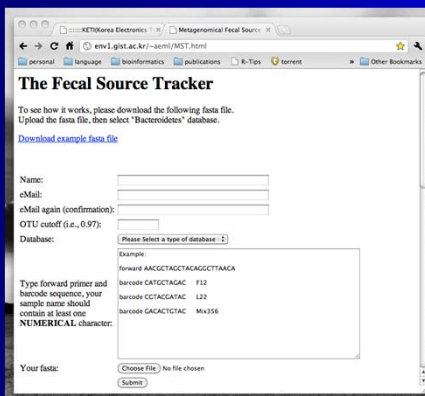 :::::::KETI(Korea Electronics T
Metagenomical Fecal Source
env1.gist.ac.kr/~aeml/MST.html
personal language bioinformatics publications R-Tips torrent » Other Bookmarks
The Fecal Source Tracker
To see how it works, please download the following fasta file.
Upload the fasta file, then select "Bacteroidetes" database.
Download example fasta file
Name:
eMail:
eMail again (confirmation):
OTU cutoff (i.e., 0.97):
Database: Please Select a type of database
Example:
forward AACGCTAGCTACAGGCTTAACA
barcode CATGCTAGAC F12
barcode CGTACGATAC L22
barcode GACACTGTAC Mix356
Type forward primer and
barcode sequence, your
sample name should
contain at least one
NUMERICAL character:
Your fasta: Choose File No file chosen
Submit